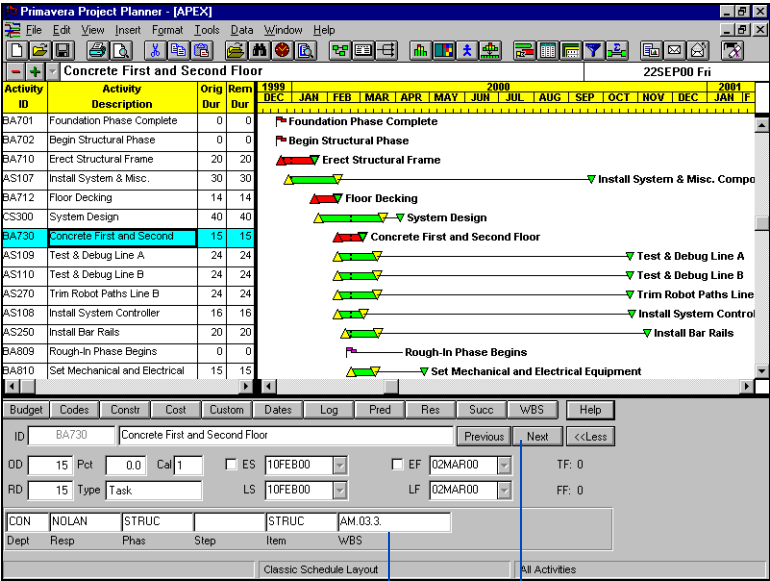 Primavera Project Planner - [APEX]
File Edit View Insert Format Tools Data Window Help
Concrete First and Second Floor 22SEP00 Fri
Activity ID Activity Description Orig Dur Rem Dur 1999 2000 2001
DEC JAN FEB MAR APR MAY JUN JUL AUG SEP OCT NOV DEC JAN F
BA701 Foundation Phase Complete 0 0 Foundation Phase Complete
BA702 Begin Structural Phase 0 0 Begin Structural Phase
BA710 Erect Structural Frame 20 20 Erect Structural Frame
AS107 Install System & Misc. 30 30 Install System & Misc. Compo
BA712 Floor Decking 14 14 Floor Decking
CS300 System Design 40 40 System Design
BA730 Concrete First and Second 15 15 Concrete First and Second Floor
AS109 Test & Debug Line A 24 24 Test & Debug Line A
AS110 Test & Debug Line B 24 24 Test & Debug Line B
AS270 Trim Robot Paths Line B 24 24 Trim Robot Paths Line
AS108 Install System Controller 16 16 Install System Control
AS250 Install Bar Rails 20 20 Install Bar Rails
BA809 Rough-In Phase Begins 0 0 Rough-In Phase Begins
BA810 Set Mechanical and Electrical 15 15 Set Mechanical and Electrical Equipment
Budget Codes Constr Cost Custom Dates Log Pred Res Succ WBS Help
ID BA730 Concrete First and Second Floor Previous Next <<Less
OD 15 Pct 0.0 Cal 1 ES 10FEB00 EF 02MAR00 TF: 0
RD 15 Type Task LS 10FEB00 LF 02MAR00 FF: 0
CON NOLAN STRUC STRUC AM.03.3.
Dept Resp Phas Step Item WBS
Classic Schedule Layout All Activities